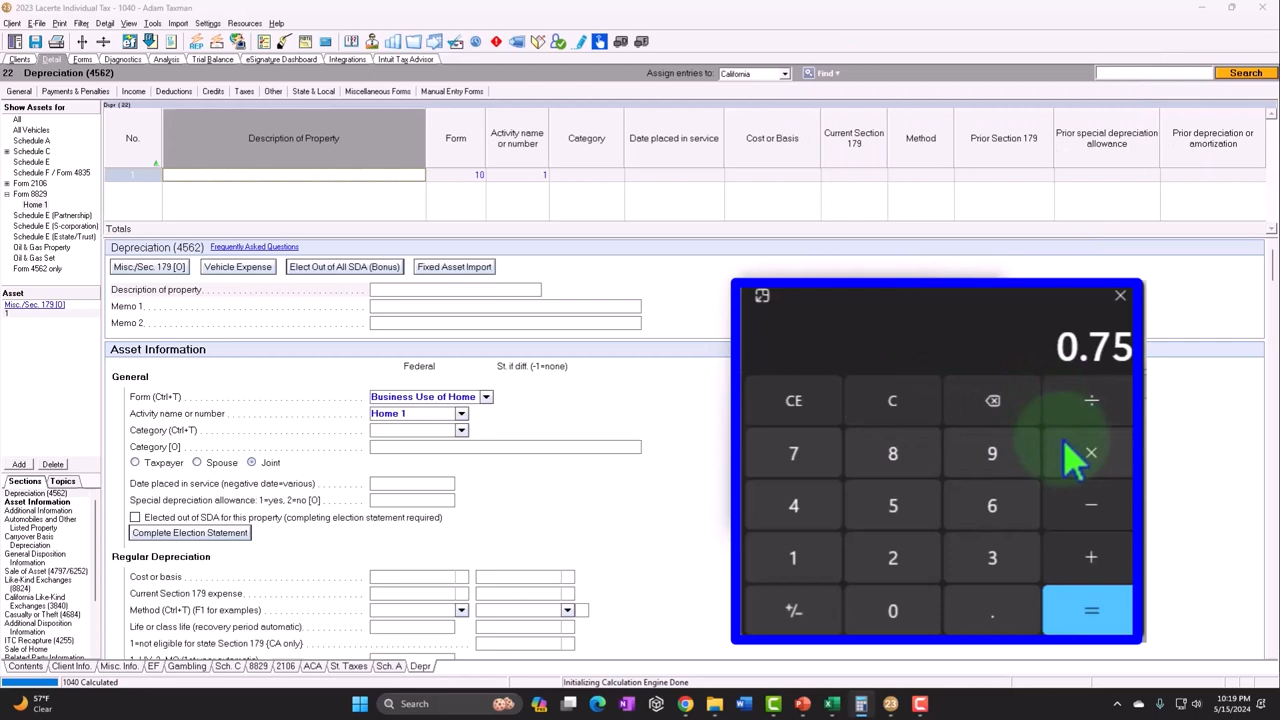 2023 Lacerte Individual Tax - 1040 - Adam Taxman
Client E-File Print Filter Detail View Tools Import Settings Resources Help
Clients Detail Forms Diagnostics Analysis Trial Balance eSignature Dashboard Integrations Intuit Tax Advisor
22 Depreciation (4562) Assign entries to: California Find Search
General Payments & Penalties Income Deductions Credits Taxes Other State & Local Miscellaneous Forms Manual Entry Forms
Show Assets for
All
All Vehicles
Schedule A
Schedule C
Schedule E
Schedule F / Form 4835
Form 2106
Form 8829
Home 1
Schedule E (Partnership)
Schedule E (S-corporation)
Schedule E (Estate/Trust)
Oil & Gas Property
Oil & Gas Set
Form 4562 only
Asset
Misc./Sec. 179 [O]
1
Add Delete
Sections Topics
Depreciation (4562)
Asset Information
Additional Information
Automobiles and Other
Listed Property
Carryover Basis
Depreciation
General Disposition
Information
Sale of Asset (4797/6252)
Like-Kind Exchanges
(8824)
Like-Kind Exchanges (3840)
Casualty or Theft (4684)
Additional Disposition
Information
ITC Recapture (4255)
Sale of Home
Related Party Information
Depr (22)
No. Description of Property Form Activity name or number Category Date placed in service Cost or Basis Current Section 179 Method Prior Section 179 Prior special depreciation allowance Prior depreciation or amortization
1 10 1
Totals
Depreciation (4562) Frequently Asked Questions
Misc./Sec. 179 [O] Vehicle Expense Elect Out of All SDA (Bonus) Fixed Asset Import
Description of property
Memo 1
Memo 2
Asset Information
Federal St. if diff. (-1=none)
General
Form (Ctrl+T) Business Use of Home
Activity name or number Home 1
Category (Ctrl+T)
Category [O]
Taxpayer Spouse Joint
Date placed in service (negative date=various)
Special depreciation allowance: 1=yes, 2=no [O]
Elected out of SDA for this property (completing election statement required)
Complete Election Statement
Regular Depreciation
Cost or basis
Current Section 179 expense
Method (Ctrl+T) (F1 for examples)
Life or class life (recovery period automatic)
1=not eligible for state Section 179 {CA only}
0.75
CE C ⌫ ÷
7 8 9 ×
4 5 6 −
1 2 3 +
+/− 0 . =
Contents Client Info. Misc. Info. EF Gambling Sch. C 8829 2106 ACA St. Taxes Sch. A Depr
1040 Calculated Initializing Calculation Engine Done
57°F
Clear
Search
10:19 PM
5/15/2024